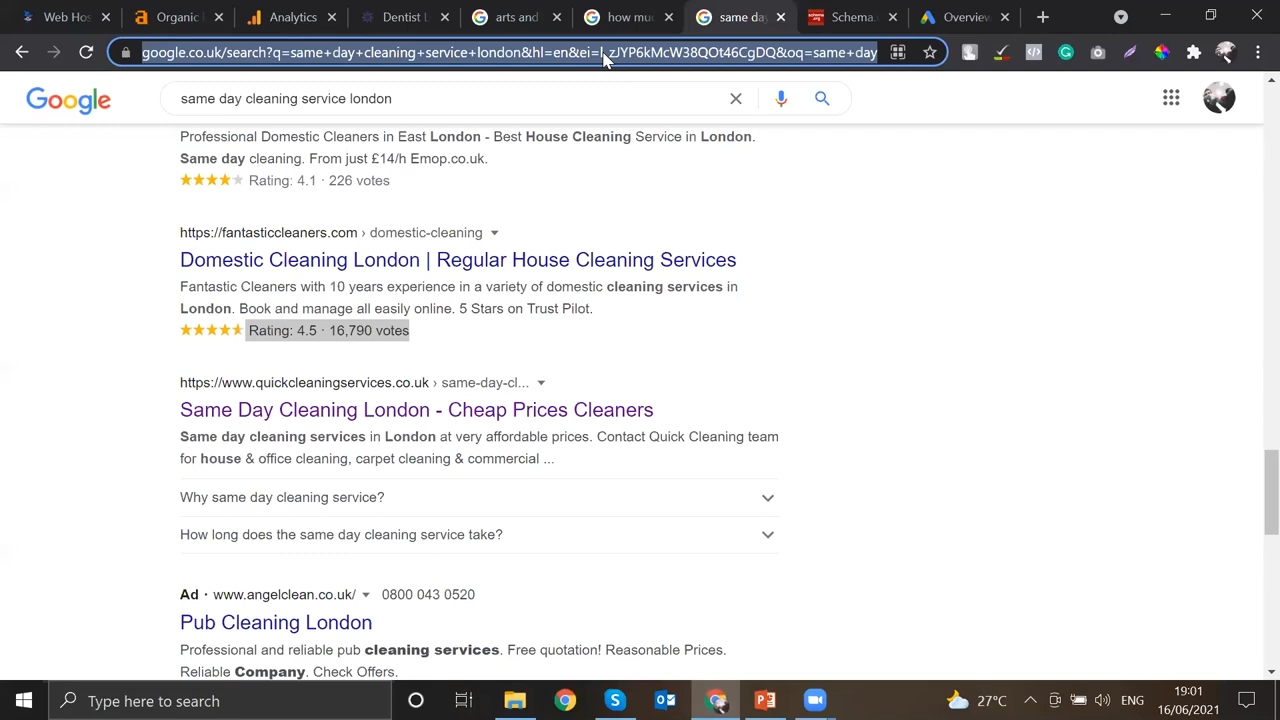 Web Hos
Organic
Analytics
Dentist L
arts and
how mu
same day
Schema.
Overview
google.co.uk/search?q=same+day+cleaning+service+london&hl=en&ei=I_zJYP6kMcW38QOt46CgDQ&oq=same+day
Google
same day cleaning service london
Professional Domestic Cleaners in East London - Best House Cleaning Service in London.
Same day cleaning. From just £14/h Emop.co.uk.
Rating: 4.1 · 226 votes
https://fantasticcleaners.com › domestic-cleaning
Domestic Cleaning London | Regular House Cleaning Services
Fantastic Cleaners with 10 years experience in a variety of domestic cleaning services in
London. Book and manage all easily online. 5 Stars on Trust Pilot.
Rating: 4.5 · 16,790 votes
https://www.quickcleaningservices.co.uk › same-day-cl...
Same Day Cleaning London - Cheap Prices Cleaners
Same day cleaning services in London at very affordable prices. Contact Quick Cleaning team
for house & office cleaning, carpet cleaning & commercial ...
Why same day cleaning service?
How long does the same day cleaning service take?
Ad · www.angelclean.co.uk/ 0800 043 0520
Pub Cleaning London
Professional and reliable pub cleaning services. Free quotation! Reasonable Prices.
Reliable Company. Check Offers.
Type here to search
27°C
ENG
19:01
16/06/2021